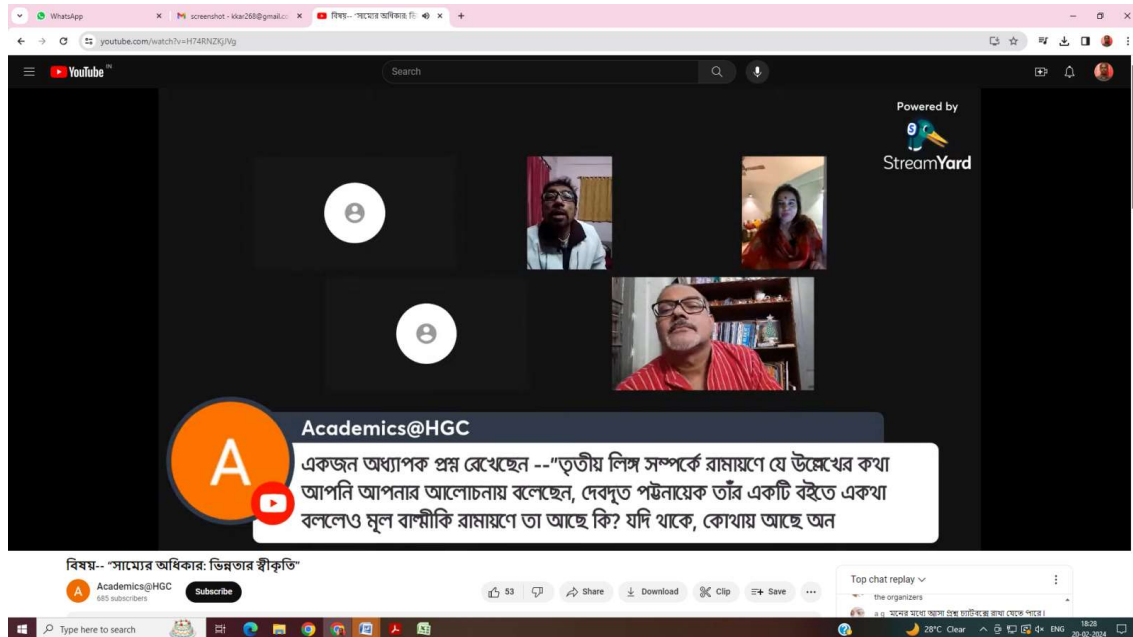 WhatsApp
screenshot - kkar268@gmail.c
বিষয়-- "সাম্যের অধিকার: ভি
youtube.com/watch?v=H74RNZKjJVg
YouTube IN
Search
Powered by
StreamYard
Academics@HGC
A
একজন অধ্যাপক প্রশ্ন রেখেছেন --"তৃতীয় লিঙ্গ সম্পর্কে রামায়ণে যে উল্লেখের কথা
আপনি আপনার আলোচনায় বলেছেন, দেবদূত পট্টনায়েক তাঁর একটি বইতে একথা
বললেও মূল বাল্মীকি রামায়ণে তা আছে কি? যদি থাকে, কোথায় আছে অন
বিষয়-- "সাম্যের অধিকার: ভিন্নতার স্বীকৃতি"
A
Academics@HGC
685 subscribers
Subscribe
53
Share
Download
Clip
Save
Top chat replay
the organizers
a g মনের মধ্যে আসা প্রশ্ন চ্যাটবক্সে রাখা যেতে পারে।
Type here to search
28°C Clear
ENG
18:28
20-02-2024